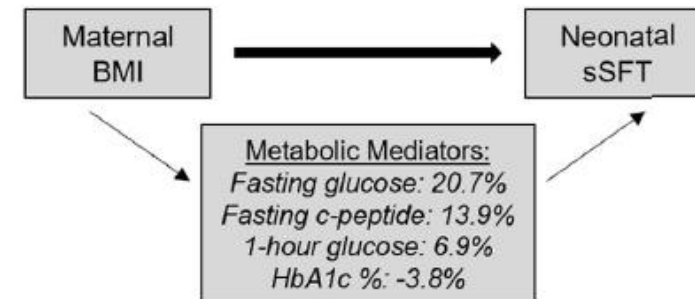 Maternal
BMI
Neonatal
sSFT
Metabolic Mediators:
Fasting glucose: 20.7%
Fasting c-peptide: 13.9%
1-hour glucose: 6.9%
HbA1c %: -3.8%